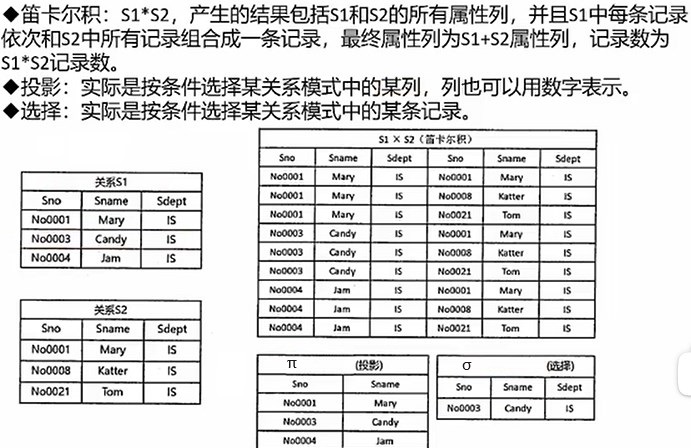 ◆笛卡尔积：S1*S2，产生的结果包括S1和S2的所有属性列，并且S1中每条记录
依次和S2中所有记录组合成一条记录，最终属性列为S1+S2属性列，记录数为
S1*S2记录数。
◆投影：实际是按条件选择某关系模式中的某列，列也可以用数字表示。
◆选择：实际是按条件选择某关系模式中的某条记录。
关系S1
Sno Sname Sdept
No0001 Mary IS
No0003 Candy IS
No0004 Jam IS
关系S2
Sno Sname Sdept
No0001 Mary IS
No0008 Katter IS
No0021 Tom IS
S1 × S2（笛卡尔积）
Sno Sname Sdept Sno Sname Sdept
No0001 Mary IS No0001 Mary IS
No0001 Mary IS No0008 Katter IS
No0001 Mary IS No0021 Tom IS
No0003 Candy IS No0001 Mary IS
No0003 Candy IS No0008 Katter IS
No0003 Candy IS No0021 Tom IS
No0004 Jam IS No0001 Mary IS
No0004 Jam IS No0008 Katter IS
No0004 Jam IS No0021 Tom IS
π (投影)
Sno Sname
No0001 Mary
No0003 Candy
No0004 Jam
σ (选择)
Sno Sname Sdept
No0003 Candy IS